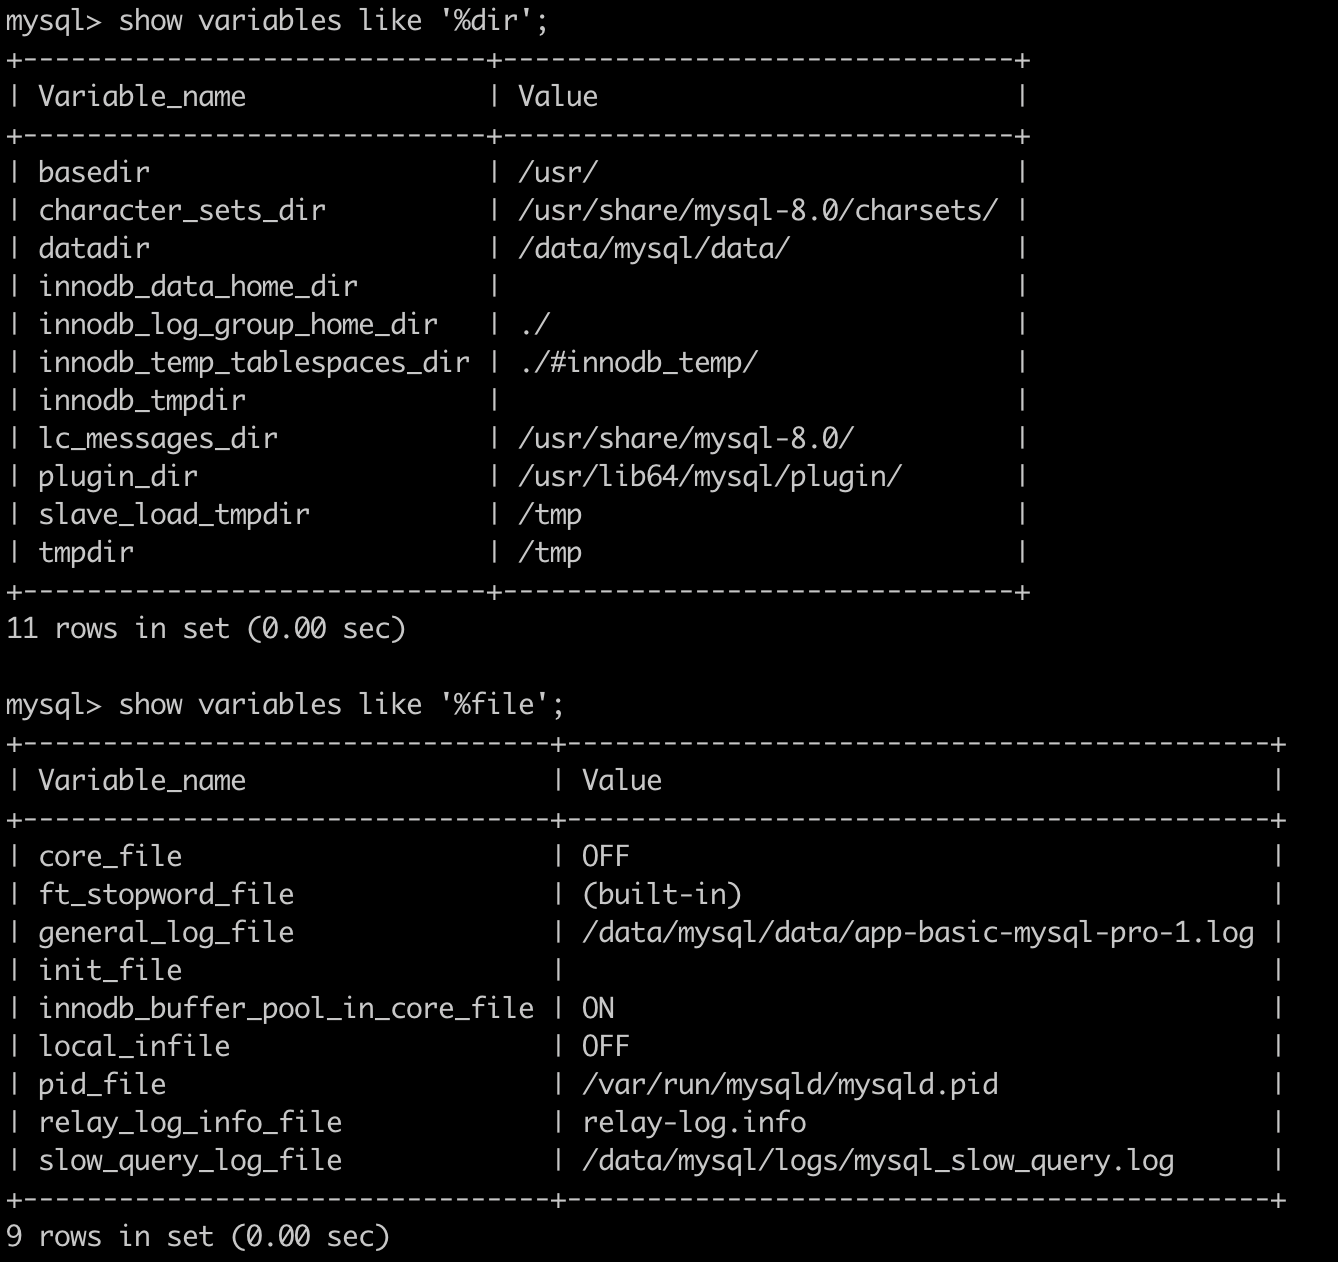 mysql> show variables like '%dir';
+-----------------------------+--------------------------------+
| Variable_name               | Value                          |
+-----------------------------+--------------------------------+
| basedir                     | /usr/                          |
| character_sets_dir          | /usr/share/mysql-8.0/charsets/ |
| datadir                     | /data/mysql/data/              |
| innodb_data_home_dir        |                                |
| innodb_log_group_home_dir   | ./                             |
| innodb_temp_tablespaces_dir | ./#innodb_temp/                |
| innodb_tmpdir               |                                |
| lc_messages_dir             | /usr/share/mysql-8.0/          |
| plugin_dir                  | /usr/lib64/mysql/plugin/       |
| slave_load_tmpdir           | /tmp                           |
| tmpdir                      | /tmp                           |
+-----------------------------+--------------------------------+
11 rows in set (0.00 sec)

mysql> show variables like '%file';
+---------------------------------+--------------------------------------------+
| Variable_name                   | Value                                      |
+---------------------------------+--------------------------------------------+
| core_file                       | OFF                                        |
| ft_stopword_file                | (built-in)                                 |
| general_log_file                | /data/mysql/data/app-basic-mysql-pro-1.log |
| init_file                       |                                            |
| innodb_buffer_pool_in_core_file | ON                                         |
| local_infile                    | OFF                                        |
| pid_file                        | /var/run/mysqld/mysqld.pid                 |
| relay_log_info_file             | relay-log.info                             |
| slow_query_log_file             | /data/mysql/logs/mysql_slow_query.log      |
+---------------------------------+--------------------------------------------+
9 rows in set (0.00 sec)